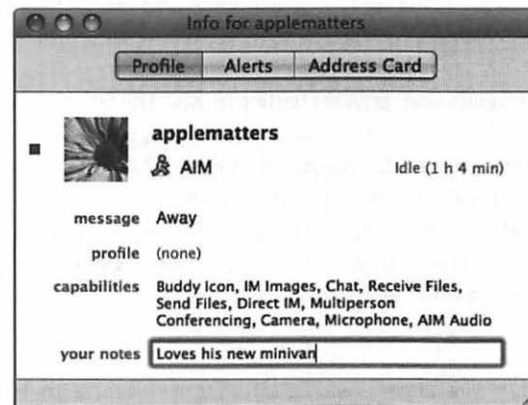 Info for applematters
Profile Alerts Address Card
applematters
AIM Idle (1 h 4 min)
message Away
profile (none)
capabilities Buddy Icon, IM Images, Chat, Receive Files,
Send Files, Direct IM, Multiperson
Conferencing, Camera, Microphone, AIM Audio
your notes Loves his new minivan